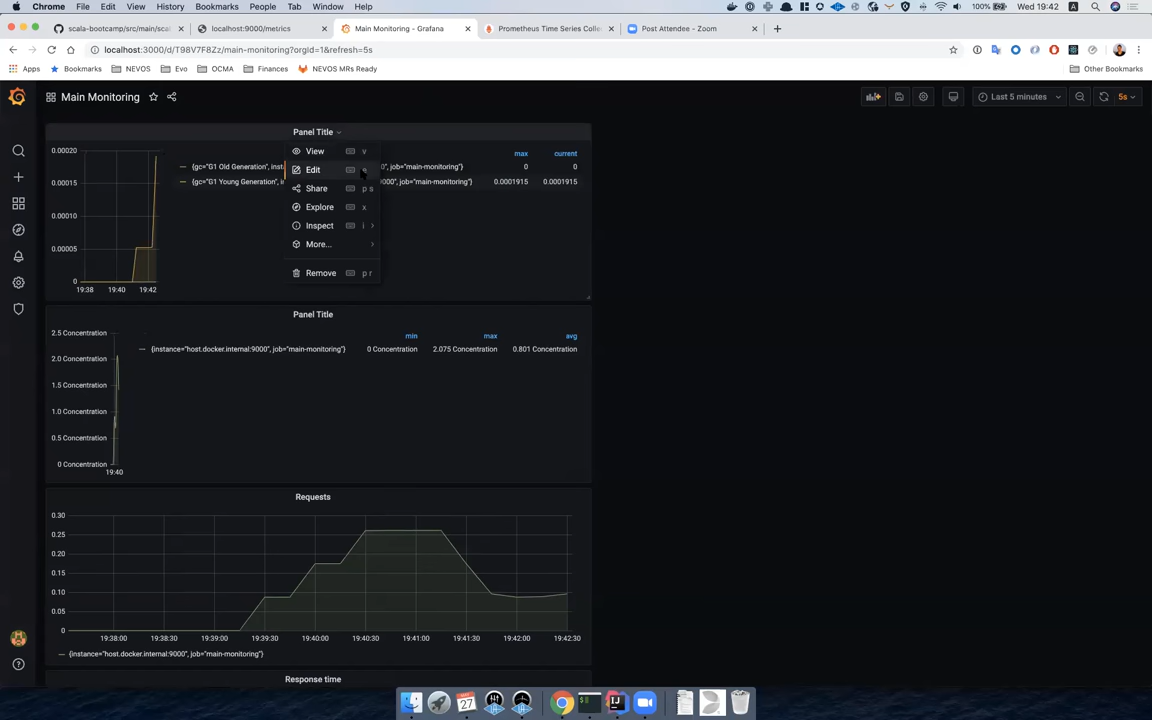 Chrome File Edit View History Bookmarks People Tab Window Help 100% Wed 19:42
scala-bootcamp/src/main/scal localhost:9000/metrics Main Monitoring - Grafana Prometheus Time Series Collec Post Attendee - Zoom
localhost:3000/d/T98V7F8Zz/main-monitoring?orgId=1&refresh=5s
Apps Bookmarks NEVOS Evo OCMA Finances NEVOS MRs Ready Other Bookmarks
Main Monitoring Last 5 minutes 5s
Panel Title
0.00020
0.00015
0.00010
0.00005
0
19:38 19:40 19:42
max current
{gc="G1 Old Generation", inst 0", job="main-monitoring"} 0 0
{gc="G1 Young Generation", i 9000", job="main-monitoring"} 0.0001915 0.0001915
View v
Edit
Share p s
Explore x
Inspect i
More...
Remove p r
Panel Title
2.5 Concentration
2.0 Concentration
1.5 Concentration
1.0 Concentration
0.5 Concentration
0 Concentration
19:40
min max avg
{instance="host.docker.internal:9000", job="main-monitoring"} 0 Concentration 2.075 Concentration 0.801 Concentration
Requests
0.30
0.25
0.20
0.15
0.10
0.05
0
19:38:00 19:38:30 19:39:00 19:39:30 19:40:00 19:40:30 19:41:00 19:41:30 19:42:00 19:42:30
{instance="host.docker.internal:9000", job="main-monitoring"}
Response time
27